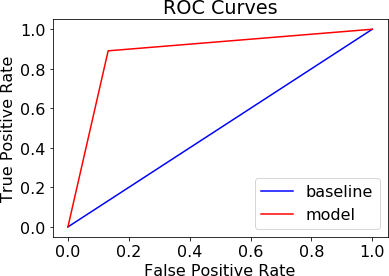 ROC Curves
True Positive Rate
1.0
0.8
0.6
0.4
0.2
0.0
baseline
model
0.0 0.2 0.4 0.6 0.8 1.0
False Positive Rate